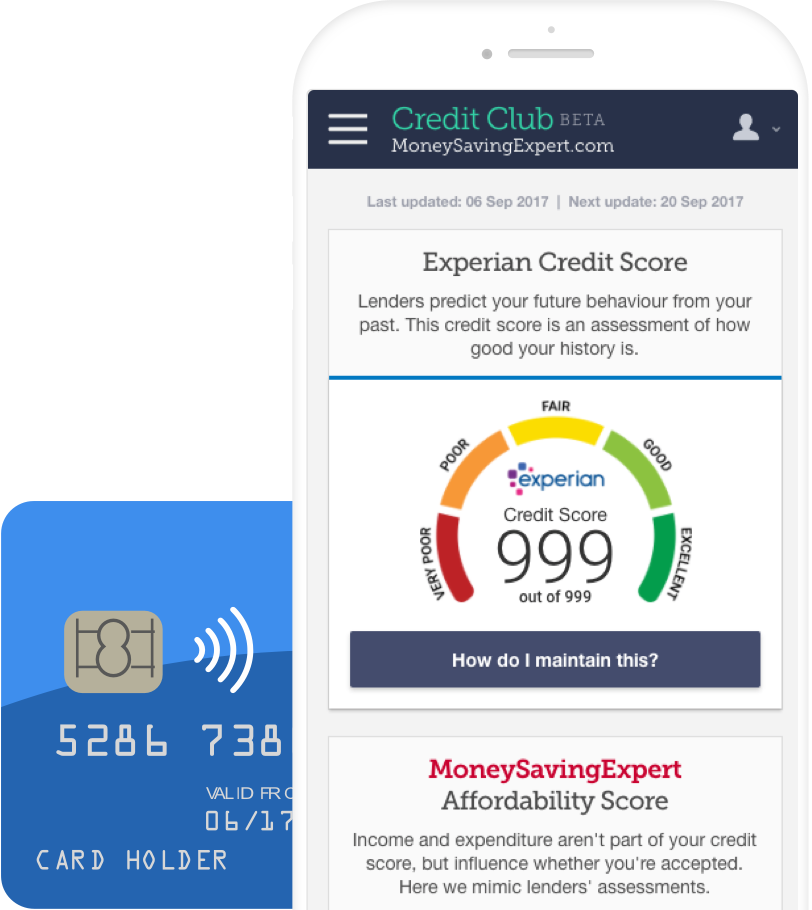 Credit Club BETA
MoneySavingExpert.com
Last updated: 06 Sep 2017 | Next update: 20 Sep 2017
Experian Credit Score
Lenders predict your future behaviour from your
past. This credit score is an assessment of how
good your history is.
VERY POOR
POOR
FAIR
GOOD
EXCELLENT
experian
Credit Score
999
out of 999
How do I maintain this?
MoneySavingExpert
Affordability Score
Income and expenditure aren't part of your credit
score, but influence whether you're accepted.
Here we mimic lenders' assessments.
5286 738
VALID FRO
06/17
CARD HOLDER